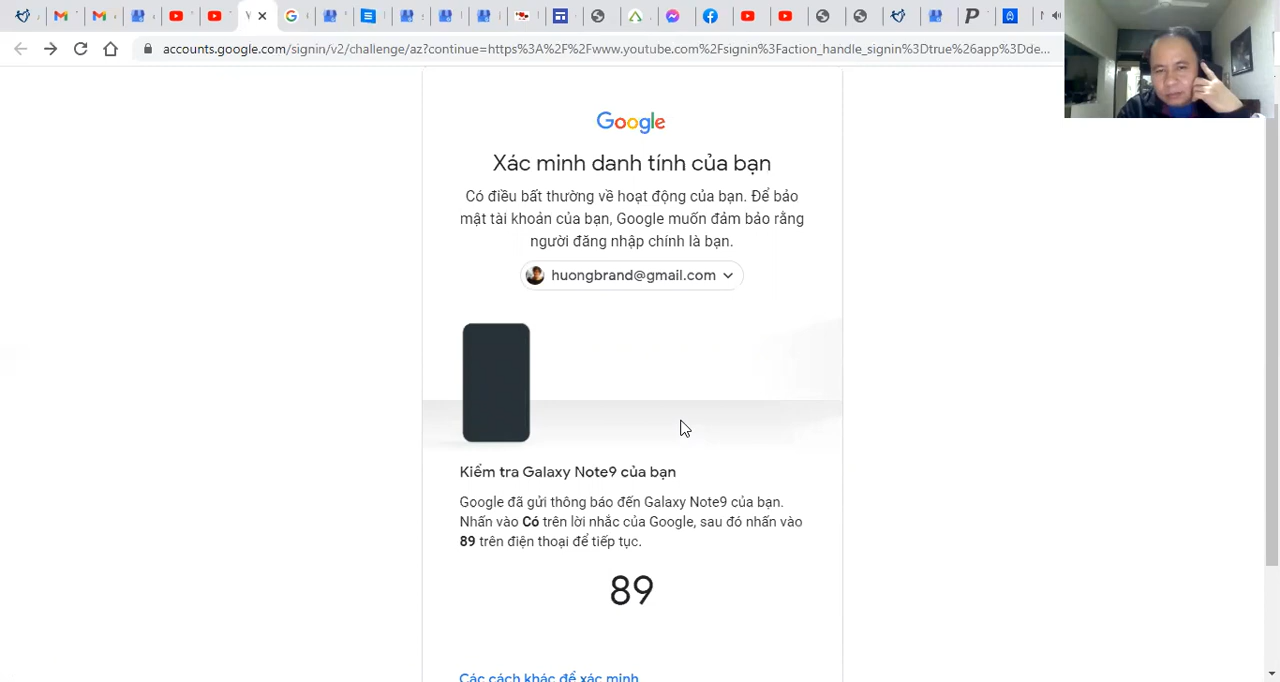 accounts.google.com/signin/v2/challenge/az?continue=https%3A%2F%2Fwww.youtube.com%2Fsignin%3Faction_handle_signin%3Dtrue%26app%3Dde...
Google
Xác minh danh tính của bạn
Có điều bất thường về hoạt động của bạn. Để bảo
mật tài khoản của bạn, Google muốn đảm bảo rằng
người đăng nhập chính là bạn.
huongbrand@gmail.com
Kiểm tra Galaxy Note9 của bạn
Google đã gửi thông báo đến Galaxy Note9 của bạn.
Nhấn vào Có trên lời nhắc của Google, sau đó nhấn vào
89 trên điện thoại để tiếp tục.
89
Các cách khác để xác minh